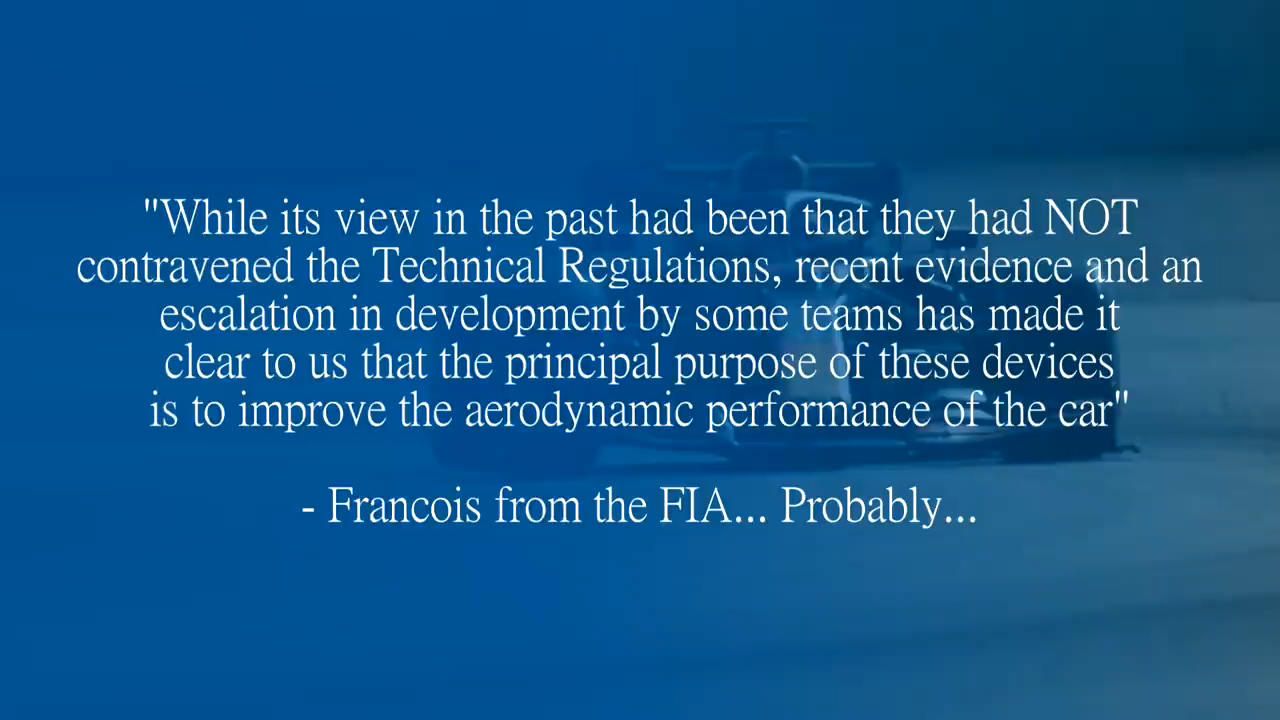 "While its view in the past had been that they had NOT
contravened the Technical Regulations, recent evidence and an
escalation in development by some teams has made it
clear to us that the principal purpose of these devices
is to improve the aerodynamic performance of the car"
- Francois from the FIA... Probably...